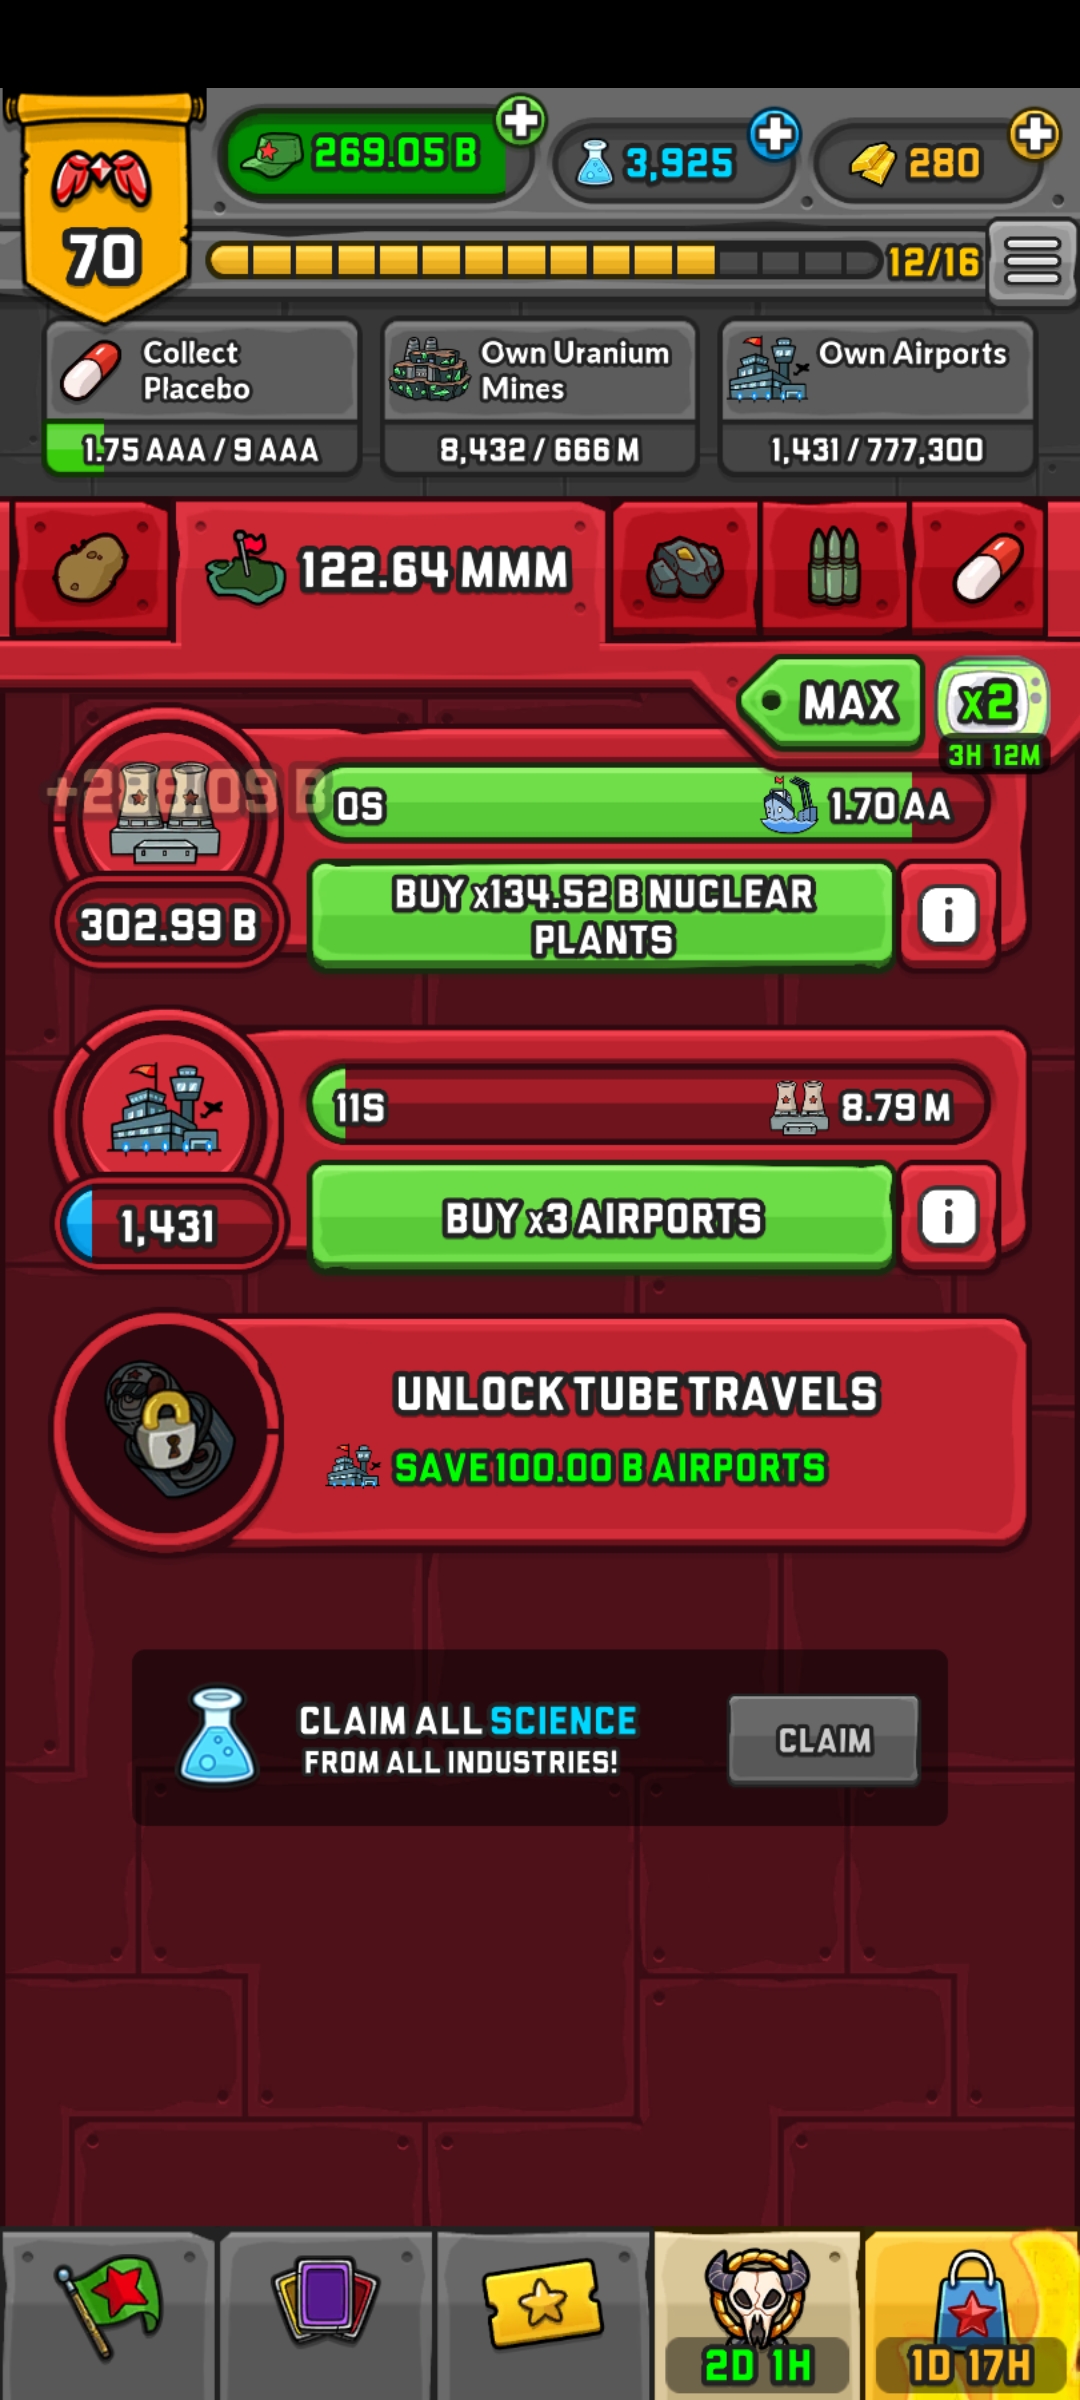 269.05 B
3,925
280
70
12/16
Collect
Placebo
1.75 AAA / 9 AAA
Own Uranium
Mines
8,432 / 666 M
Own Airports
1,431 / 777,300
122.64 MMM
MAX
x2
3H 12M
0S
1.70 AA
302.99 B
BUY x134.52 B NUCLEAR
PLANTS
i
11S
8.79 M
1,431
BUY x3 AIRPORTS
i
UNLOCK TUBE TRAVELS
SAVE 100.00 B AIRPORTS
CLAIM ALL SCIENCE
FROM ALL INDUSTRIES!
CLAIM
2D 1H
1D 17H